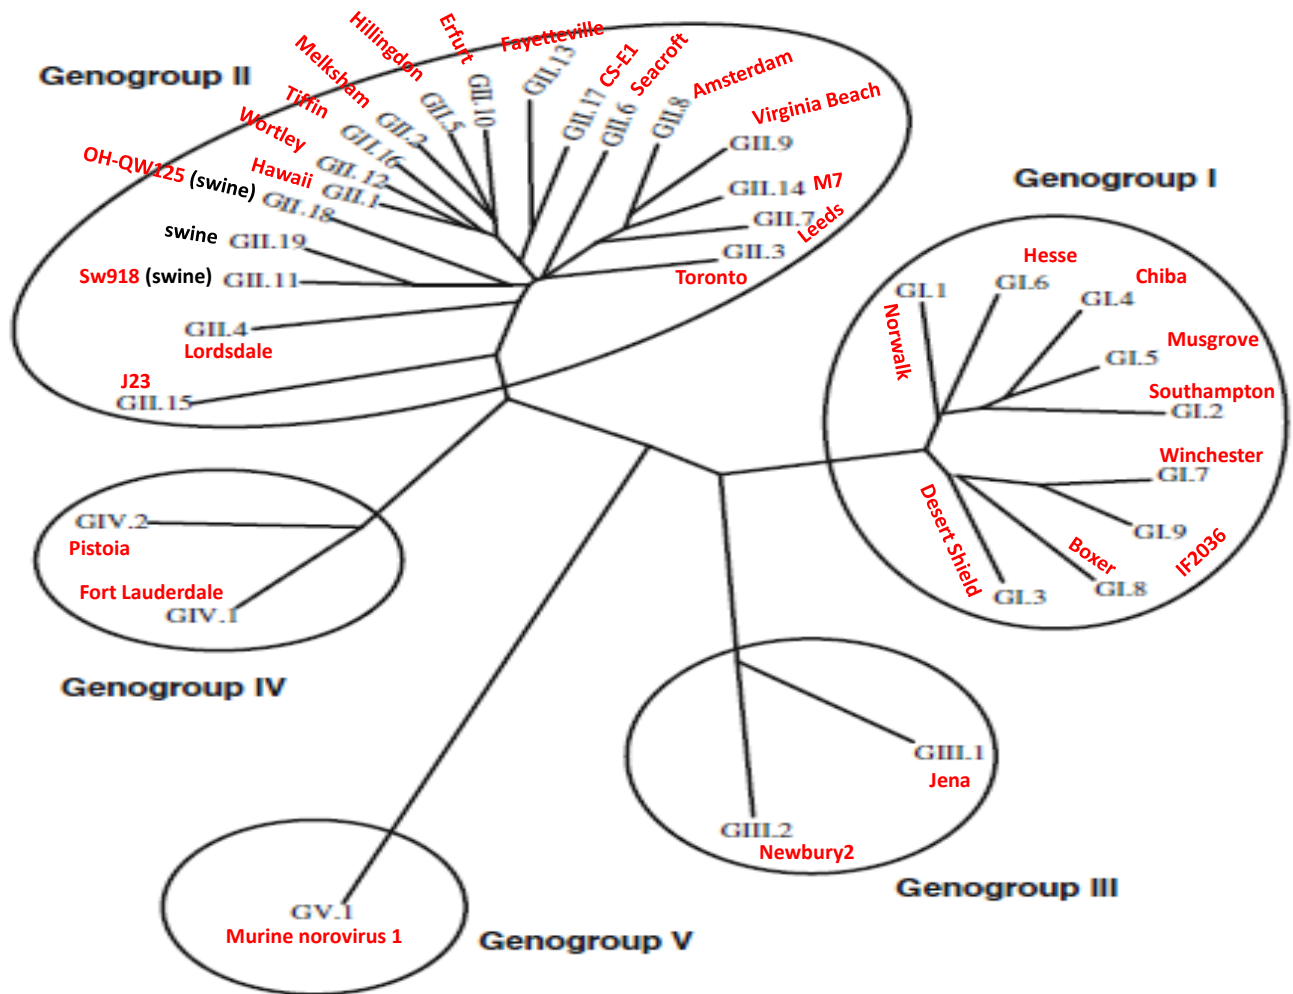 Genogroup II
Hillingdon
Erfurt
Fayetteville
Melksham
Tiffin
Wortley
OH-QW125 (swine)
Hawaii
GII.18
GII.1
GII.12
GII.16
GII.2
GII.5
GII.10
GII.13
GII.17
CS-E1
GII.6
Seacroft
GII.8
Amsterdam
Virginia Beach
GII.9
GII.14
M7
GII.7
Leeds
GII.3
Toronto
swine
GII.19
Sw918 (swine)
GII.11
GII.4
Lordsdale
J23
GII.15
Genogroup I
Hesse
GI.6
Chiba
GI.4
GI.1
Norwalk
Musgrove
GI.5
Southampton
GI.2
Winchester
GI.7
GI.9
IF2036
Boxer
GI.8
Desert Shield
GI.3
GIV.2
Pistoia
Fort Lauderdale
GIV.1
Genogroup IV
GIII.1
Jena
GIII.2
Newbury2
Genogroup III
GV.1
Murine norovirus 1
Genogroup V